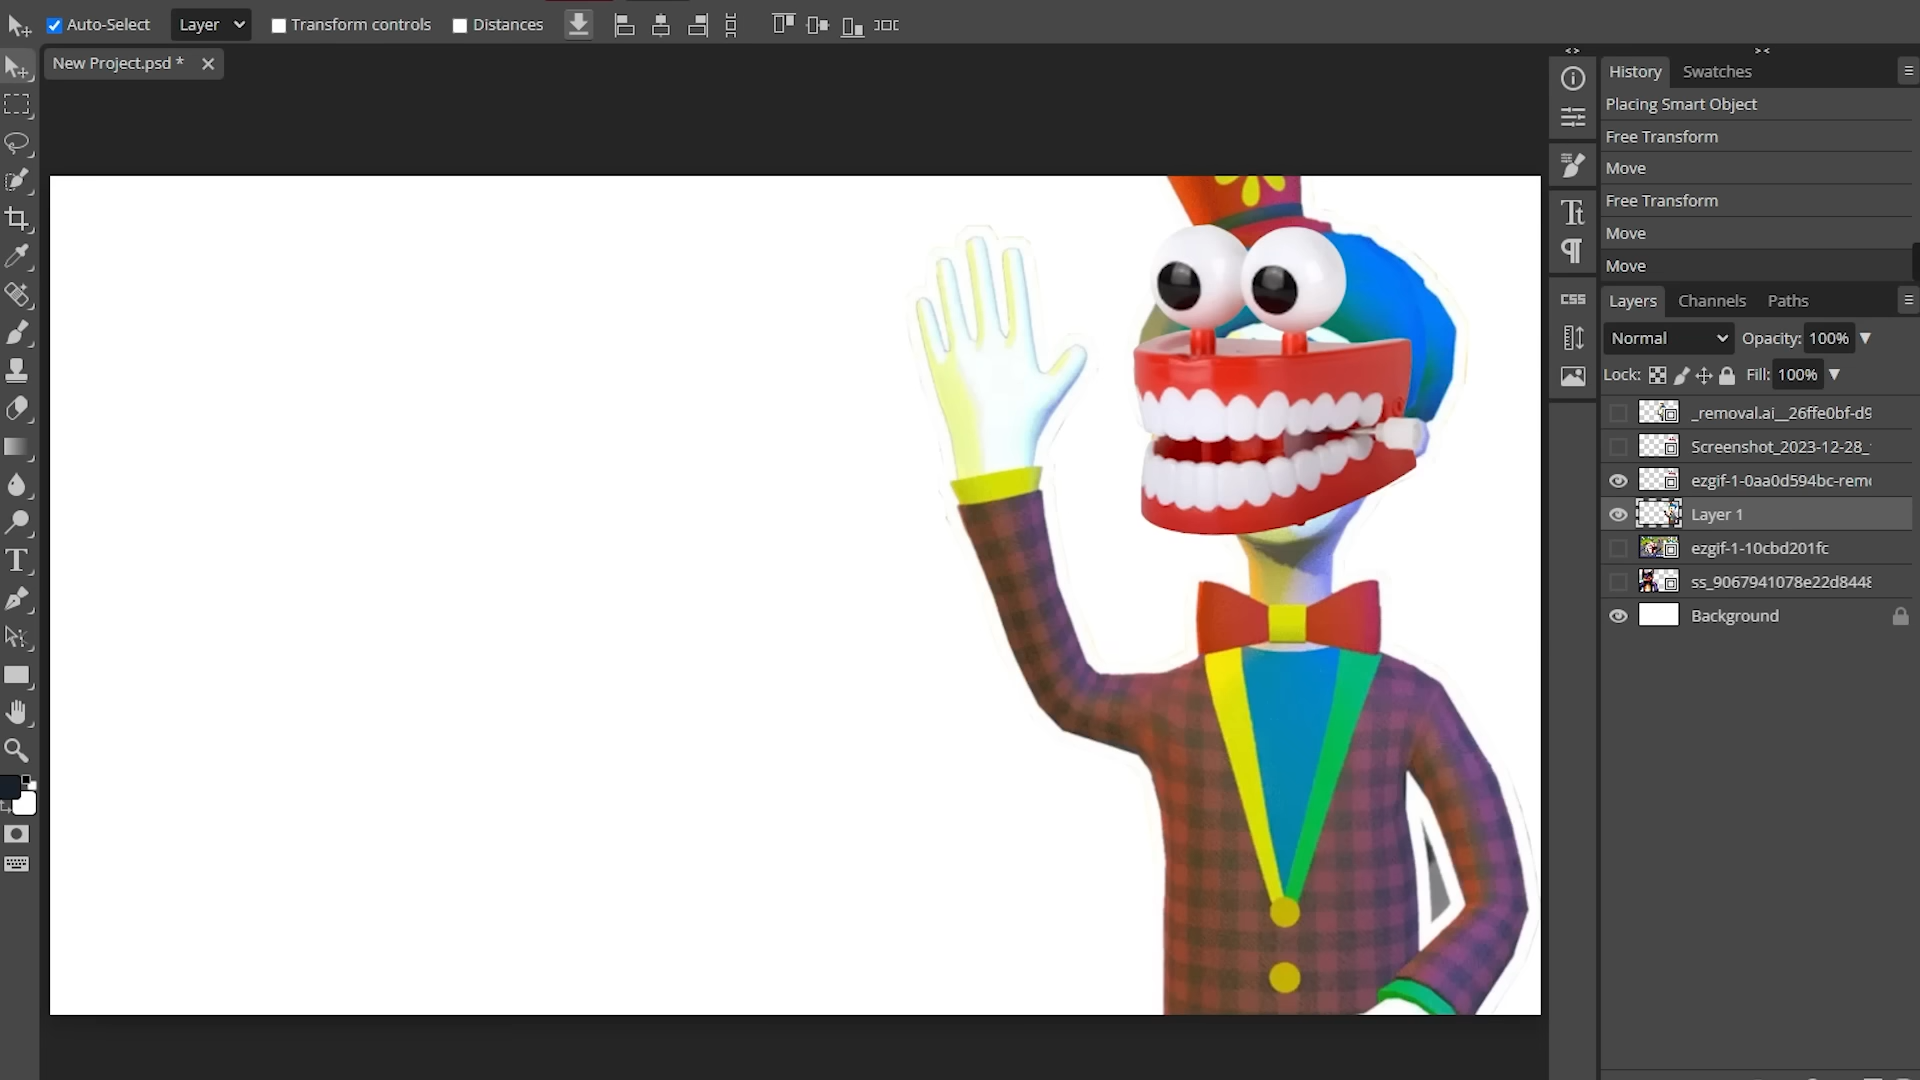 Auto-Select Layer Transform controls Distances
New Project.psd *
History Swatches
Placing Smart Object
Free Transform
Move
Free Transform
Move
Move
Layers Channels Paths
Normal Opacity: 100%
Lock: Fill: 100%
_removal.ai__26ffe0bf-d9
Screenshot_2023-12-28_
ezgif-1-0aa0d594bc-rem
Layer 1
ezgif-1-10cbd201fc
ss_9067941078e22d8448
Background
CSS